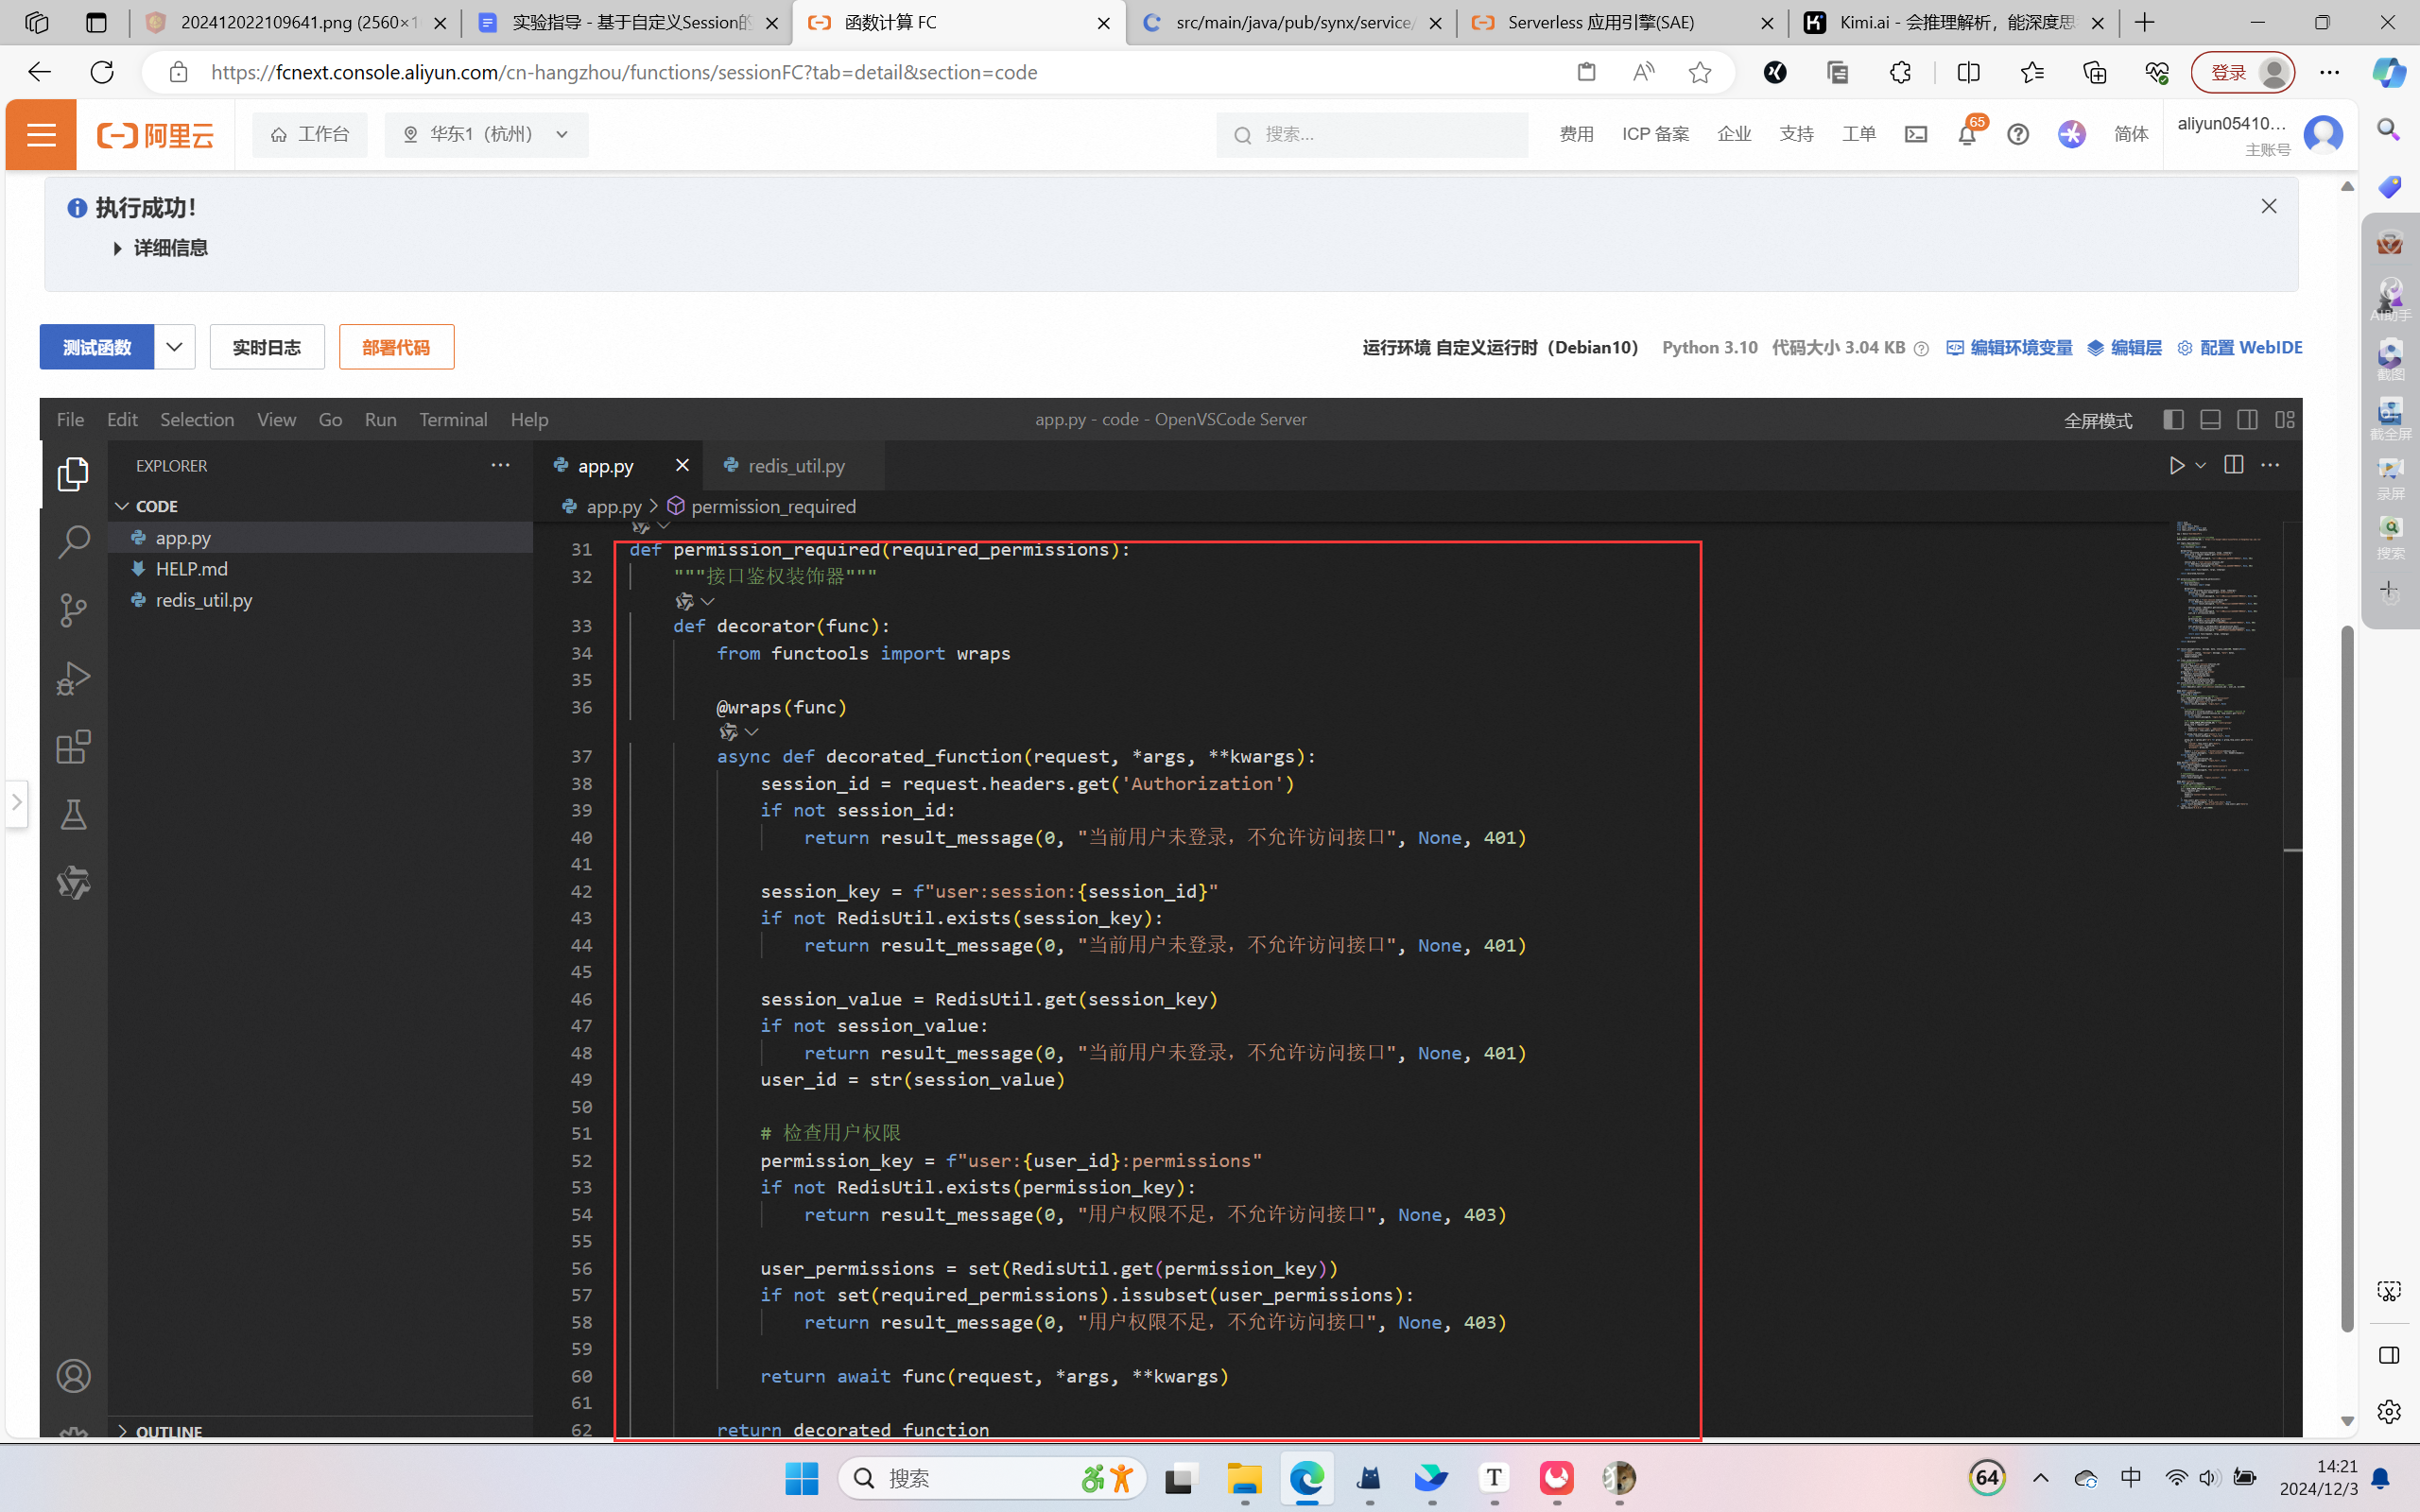 202412022109641.png (2560×1
实验指导 - 基于自定义Session的
函数计算 FC
src/main/java/pub/synx/service/
Serverless 应用引擎(SAE)
Kimi.ai - 会推理解析，能深度思
https://fcnext.console.aliyun.com/cn-hangzhou/functions/sessionFC?tab=detail&section=code
登录
阿里云
工作台
华东1（杭州）
搜索...
费用
ICP 备案
企业
支持
工单
65
简体
aliyun05410...
主账号
执行成功！
详细信息
测试函数
实时日志
部署代码
运行环境 自定义运行时（Debian10）
Python 3.10
代码大小 3.04 KB
编辑环境变量
编辑层
配置 WebIDE
AI助手
截图
截全屏
录屏
搜索
File Edit Selection View Go Run Terminal Help
app.py - code - OpenVSCode Server
全屏模式
EXPLORER
CODE
app.py
HELP.md
redis_util.py
OUTLINE
app.py
redis_util.py
app.py > permission_required
31 def permission_required(required_permissions):
32 """接口鉴权装饰器"""
33 def decorator(func):
34 from functools import wraps
35
36 @wraps(func)
37 async def decorated_function(request, *args, **kwargs):
38 session_id = request.headers.get('Authorization')
39 if not session_id:
40 return result_message(0, "当前用户未登录，不允许访问接口", None, 401)
41
42 session_key = f"user:session:{session_id}"
43 if not RedisUtil.exists(session_key):
44 return result_message(0, "当前用户未登录，不允许访问接口", None, 401)
45
46 session_value = RedisUtil.get(session_key)
47 if not session_value:
48 return result_message(0, "当前用户未登录，不允许访问接口", None, 401)
49 user_id = str(session_value)
50
51 # 检查用户权限
52 permission_key = f"user:{user_id}:permissions"
53 if not RedisUtil.exists(permission_key):
54 return result_message(0, "用户权限不足，不允许访问接口", None, 403)
55
56 user_permissions = set(RedisUtil.get(permission_key))
57 if not set(required_permissions).issubset(user_permissions):
58 return result_message(0, "用户权限不足，不允许访问接口", None, 403)
59
60 return await func(request, *args, **kwargs)
61
62 return decorated_function
搜索
64
中
14:21
2024/12/3